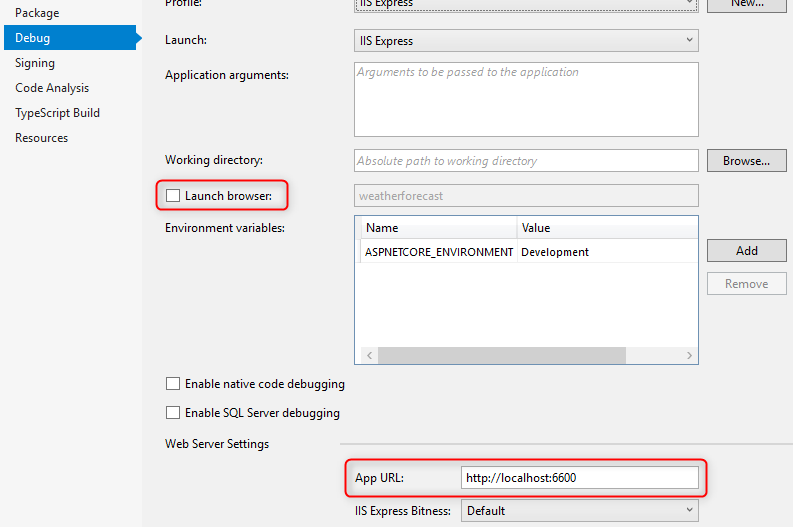 Package
Debug
Signing
Code Analysis
TypeScript Build
Resources
Profile:
IIS Express
New...
Launch:
IIS Express
Application arguments:
Arguments to be passed to the application
Working directory:
Absolute path to working directory
Browse...
Launch browser:
weatherforecast
Environment variables:
Name
Value
ASPNETCORE_ENVIRONMENT
Development
Add
Remove
Enable native code debugging
Enable SQL Server debugging
Web Server Settings
App URL:
http://localhost:6600
IIS Express Bitness:
Default